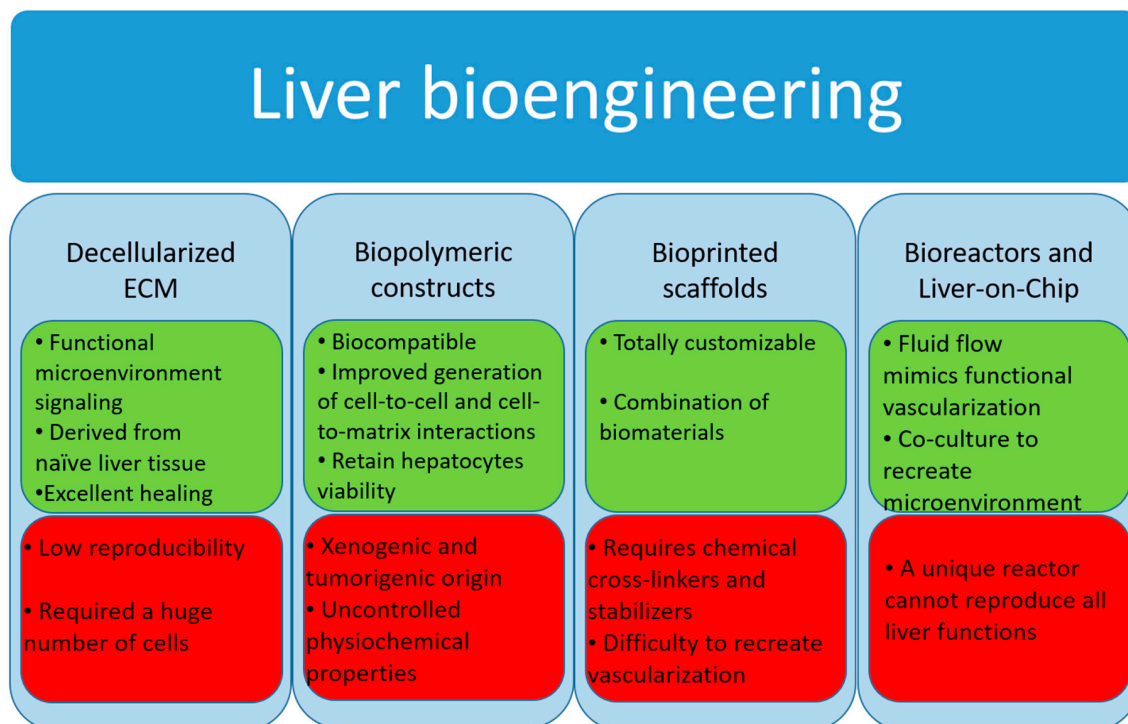 Liver bioengineering
Decellularized
ECM
• Functional
microenvironment
signaling
• Derived from
naïve liver tissue
•Excellent healing
• Low reproducibility
• Required a huge
number of cells
Biopolymeric
constructs
• Biocompatible
• Improved generation
of cell-to-cell and cell-
to-matrix interactions
• Retain hepatocytes
viability
• Xenogenic and
tumorigenic origin
• Uncontrolled
physiochemical
properties
Bioprinted
scaffolds
• Totally customizable
• Combination of
biomaterials
• Requires chemical
cross-linkers and
stabilizers
• Difficulty to recreate
vascularization
Bioreactors and
Liver-on-Chip
• Fluid flow
mimics functional
vascularization
• Co-culture to
recreate
microenvironment
• A unique reactor
cannot reproduce all
liver functions